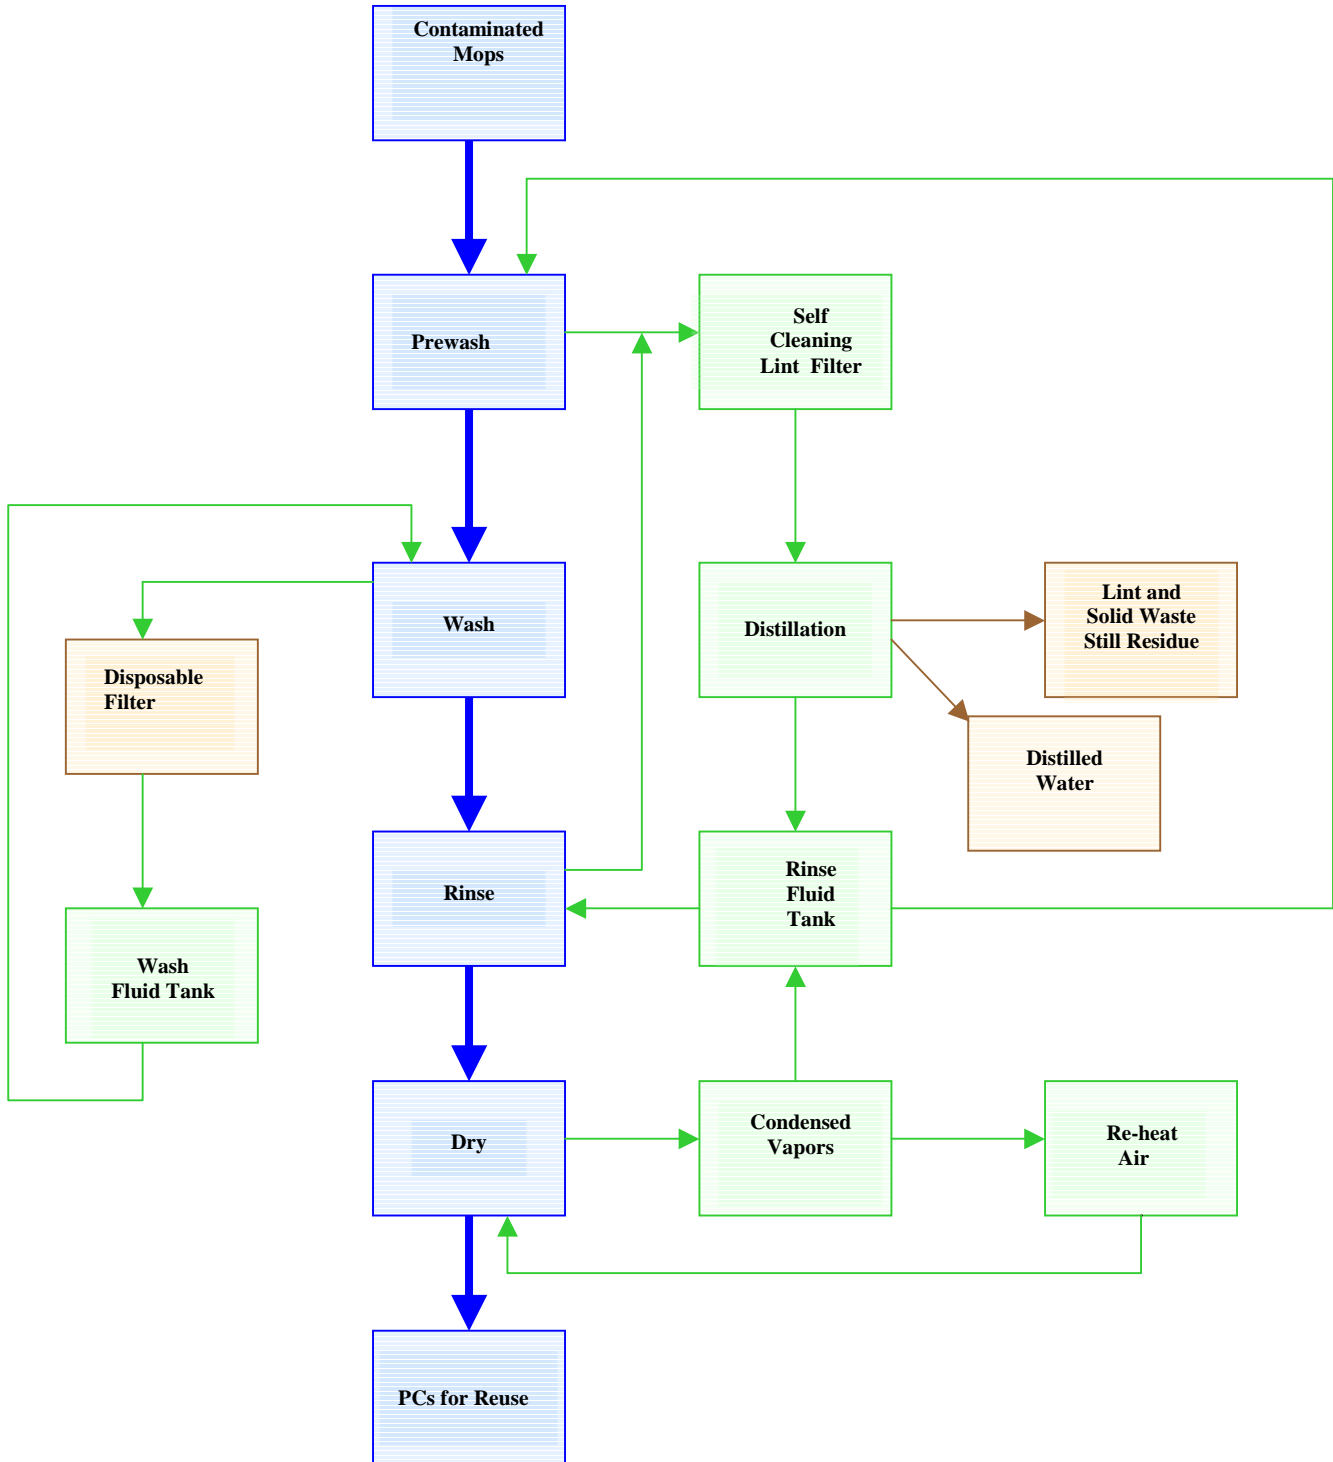 Contaminated
Mops
Prewash
Self
Cleaning
Lint Filter
Wash
Distillation
Lint and
Solid Waste
Still Residue
Disposable
Filter
Distilled
Water
Rinse
Rinse
Fluid
Tank
Wash
Fluid Tank
Dry
Condensed
Vapors
Re-heat
Air
PCs for Reuse